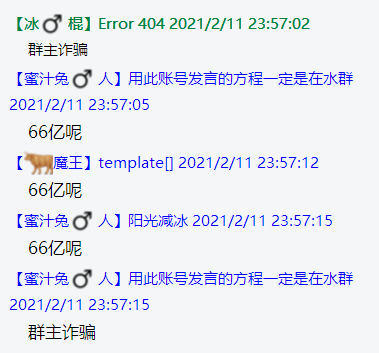 【冰♂棍】Error 404 2021/2/11 23:57:02
群主诈骗
【蜜汁兔♂人】用此账号发言的方程一定是在水群
2021/2/11 23:57:05
66亿呢
【🐂魔王】template[] 2021/2/11 23:57:12
66亿呢
【蜜汁兔♂人】阳光减冰 2021/2/11 23:57:15
66亿呢
【蜜汁兔♂人】用此账号发言的方程一定是在水群
2021/2/11 23:57:15
群主诈骗